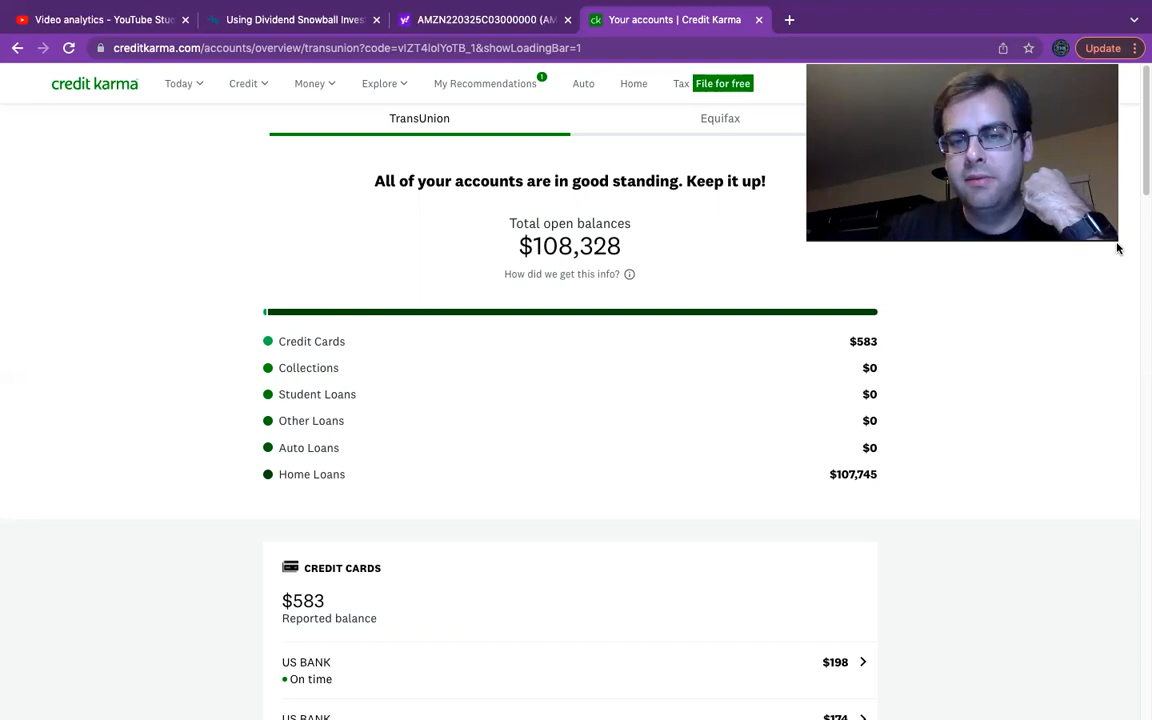 Video analytics - YouTube Stu
Using Dividend Snowball Inves
AMZN220325C03000000 (AM
Your accounts | Credit Karma
creditkarma.com/accounts/overview/transunion?code=vIZT4lolYoTB_1&showLoadingBar=1
Update
credit karma
Today
Credit
Money
Explore
My Recommendations 1
Auto
Home
Tax File for free
TransUnion
Equifax
All of your accounts are in good standing. Keep it up!
Total open balances
$108,328
How did we get this info?
Credit Cards $583
Collections $0
Student Loans $0
Other Loans $0
Auto Loans $0
Home Loans $107,745
CREDIT CARDS
$583
Reported balance
US BANK $198
On time
US BANK $174